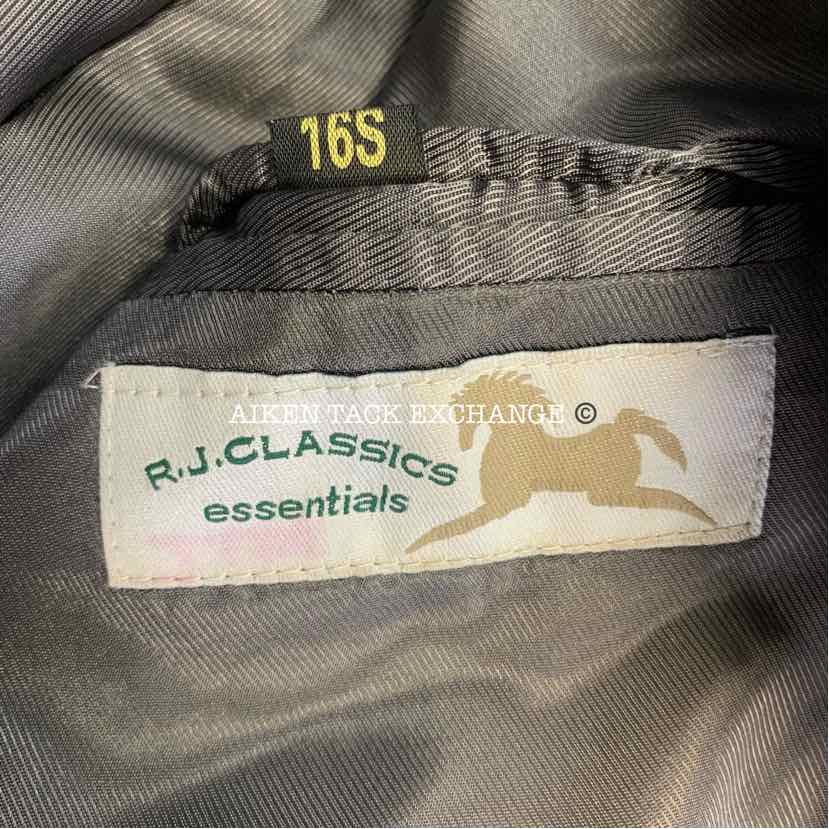 16S
AIKEN TACK EXCHANGE ©
R.J.CLASSICS
essentials